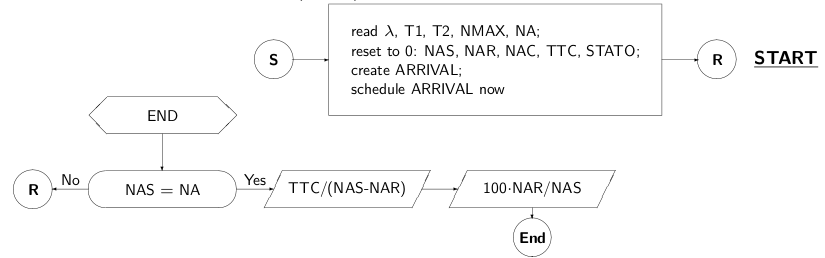 read λ, T1, T2, NMAX, NA;
reset to 0: NAS, NAR, NAC, TTC, STATO;
create ARRIVAL;
schedule ARRIVAL now
S
R
START
END
R
No
NAS = NA
Yes
TTC/(NAS-NAR)
100·NAR/NAS
End